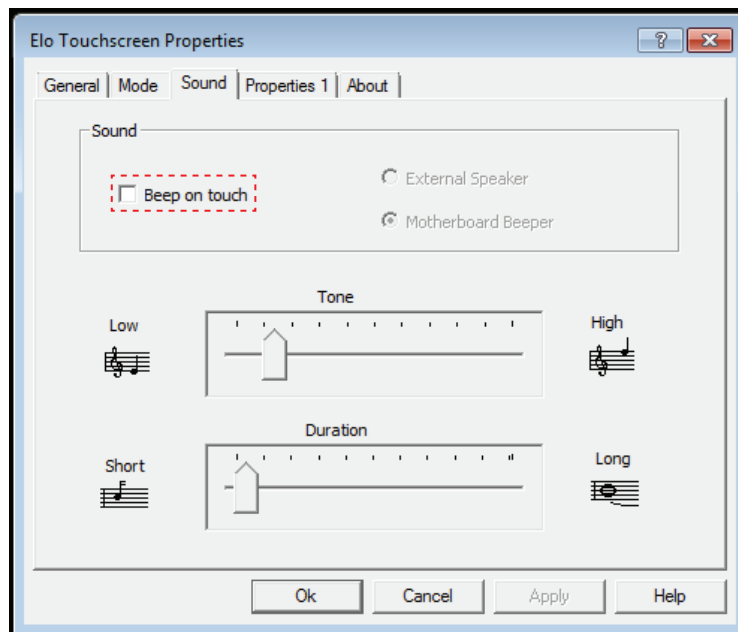 Elo Touchscreen Properties
General Mode Sound Properties 1 About
Sound
Beep on touch
External Speaker
Motherboard Beeper
Tone
Low
High
Duration
Short
Long
Ok Cancel Apply Help